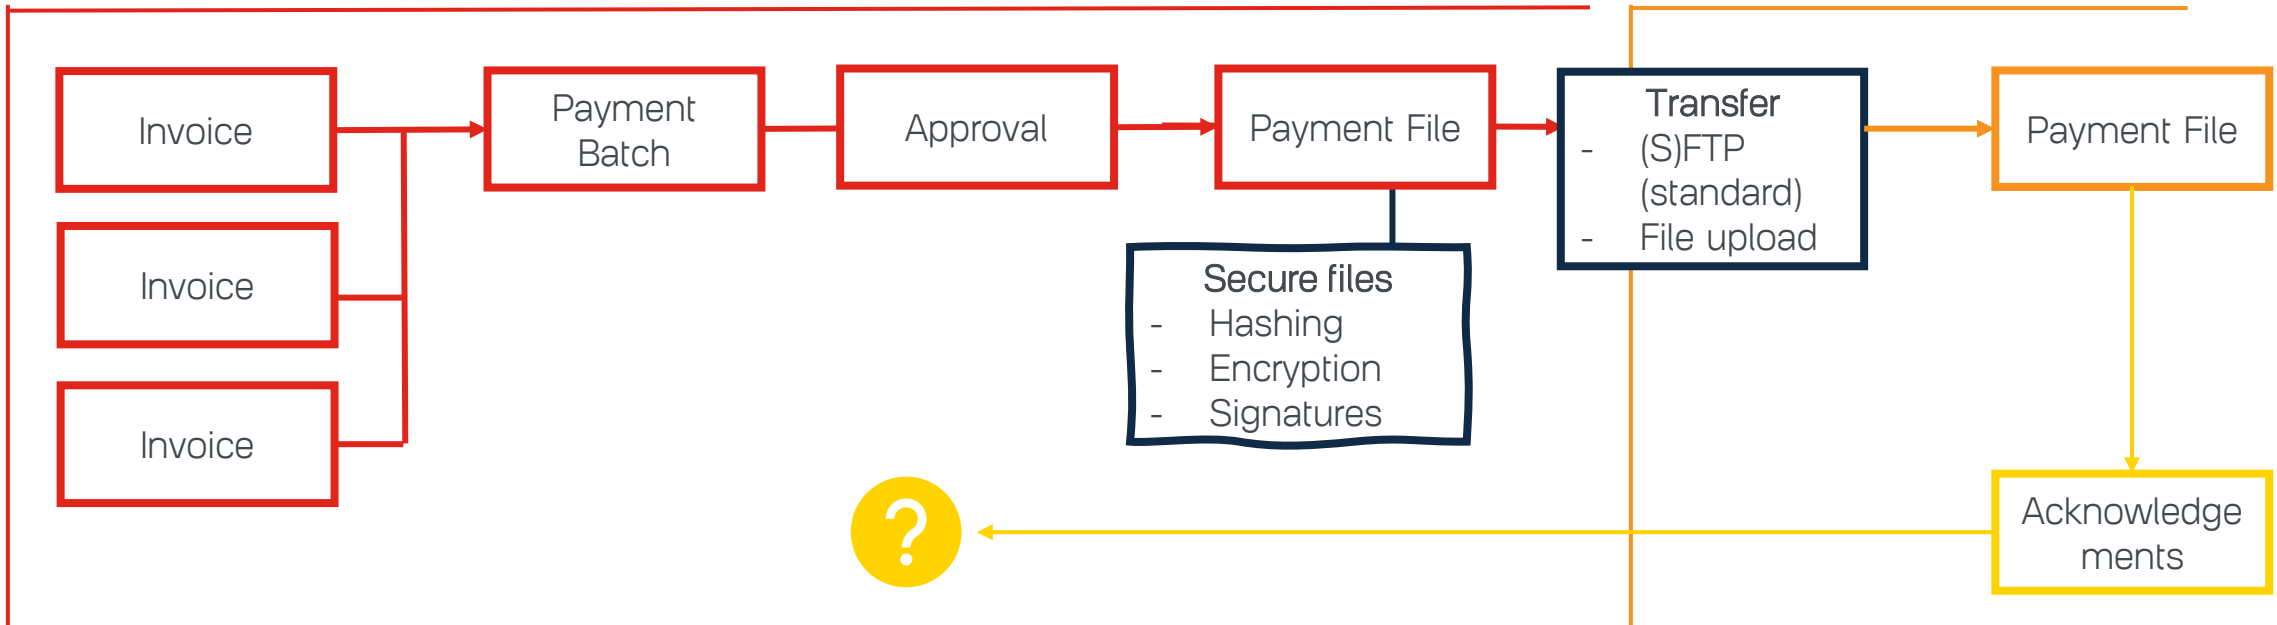 Invoice
Payment
Batch
Approval
Payment File
Transfer
- (S)FTP
(standard)
- File upload
Payment File
Invoice
Secure files
- Hashing
- Encryption
- Signatures
Invoice
?
Acknowledge
ments